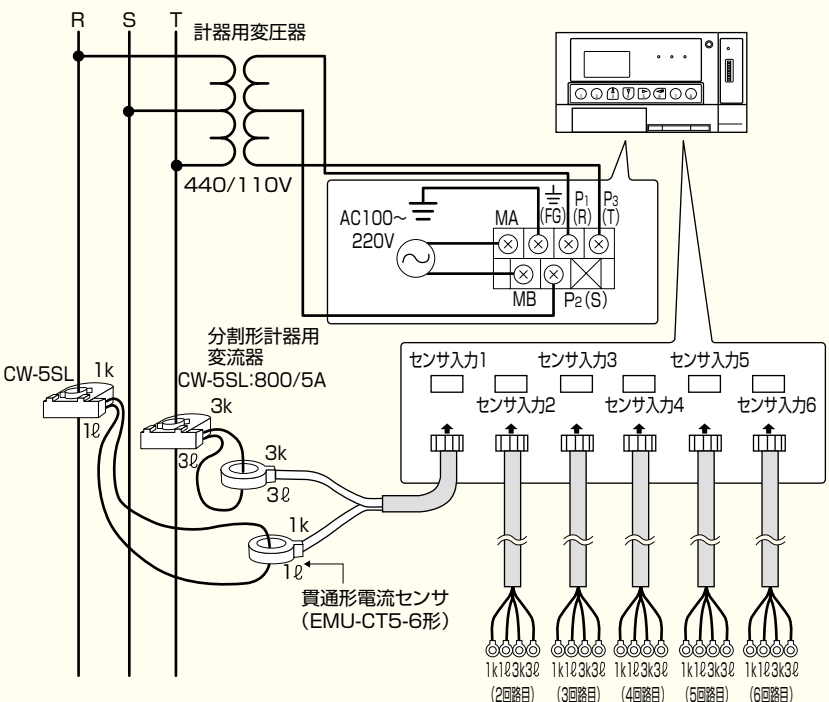 R S T
計器用変圧器
440/110V
AC100～
220V
MA
(FG)
P1
(R)
P3
(T)
MB
P2(S)
分割形計器用
変流器
CW-5SL:800/5A
CW-5SL
1k
1ℓ
3k
3ℓ
3k
3ℓ
1k
1ℓ
貫通形電流センサ
（EMU-CT5-6形）
センサ入力1
センサ入力3
センサ入力5
センサ入力2
センサ入力4
センサ入力6
1k1ℓ3k3ℓ 1k1ℓ3k3ℓ 1k1ℓ3k3ℓ 1k1ℓ3k3ℓ 1k1ℓ3k3ℓ
(2回路目) (3回路目) (4回路目) (5回路目) (6回路目)